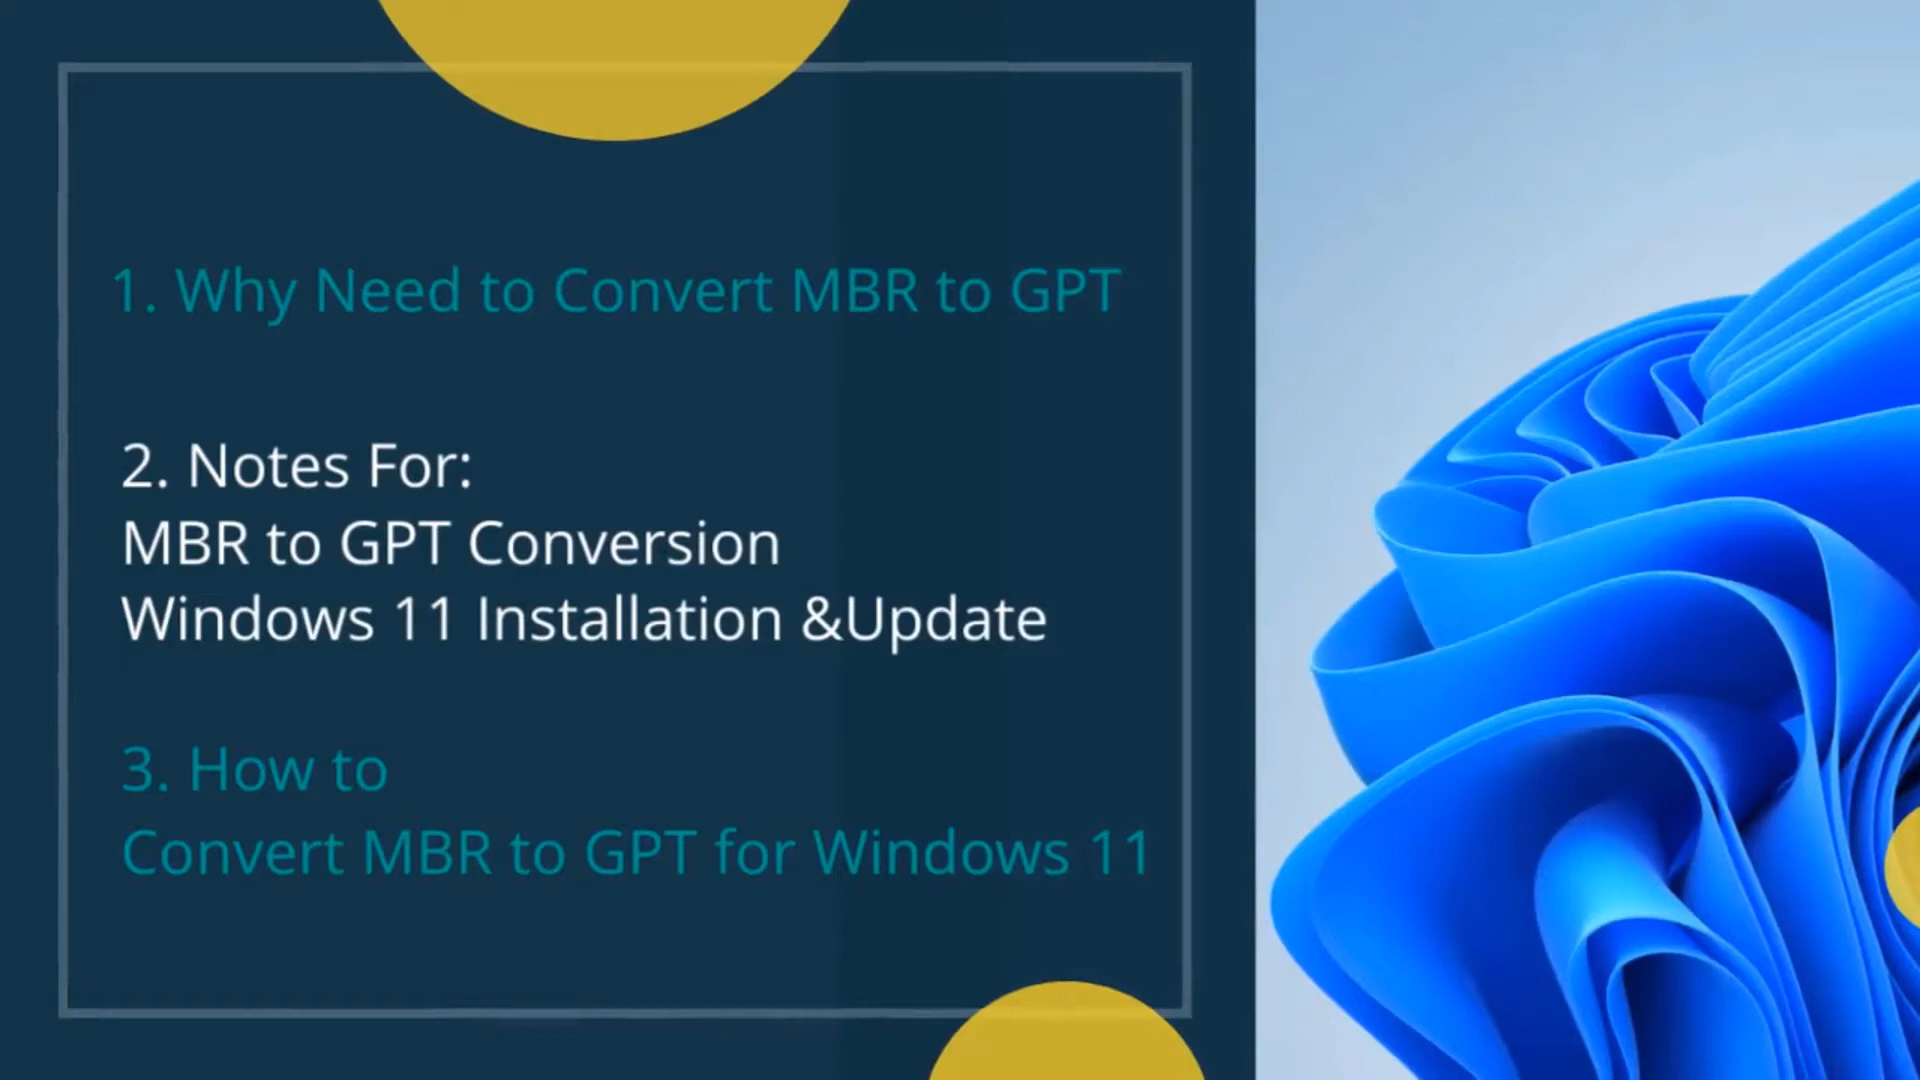 1. Why Need to Convert MBR to GPT
2. Notes For:
MBR to GPT Conversion
Windows 11 Installation &Update
3. How to
Convert MBR to GPT for Windows 11